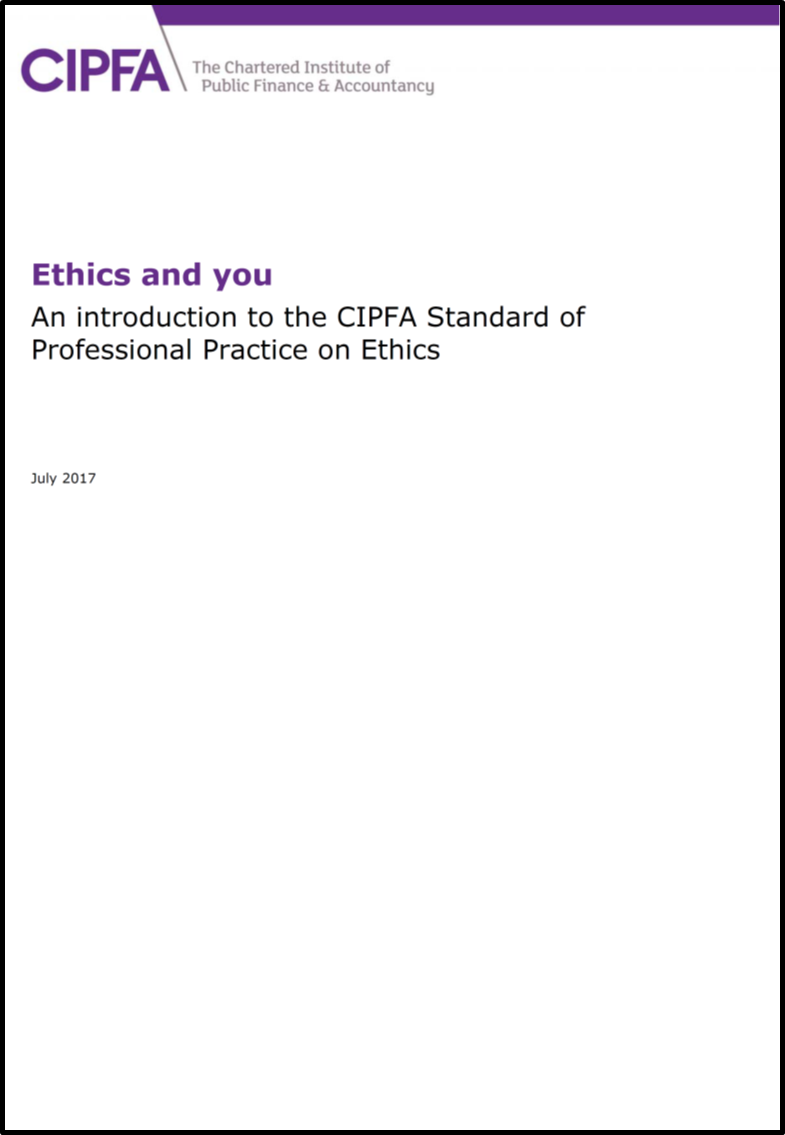 CIPFA
The Chartered Institute of
Public Finance & Accountancy
Ethics and you
An introduction to the CIPFA Standard of
Professional Practice on Ethics
July 2017